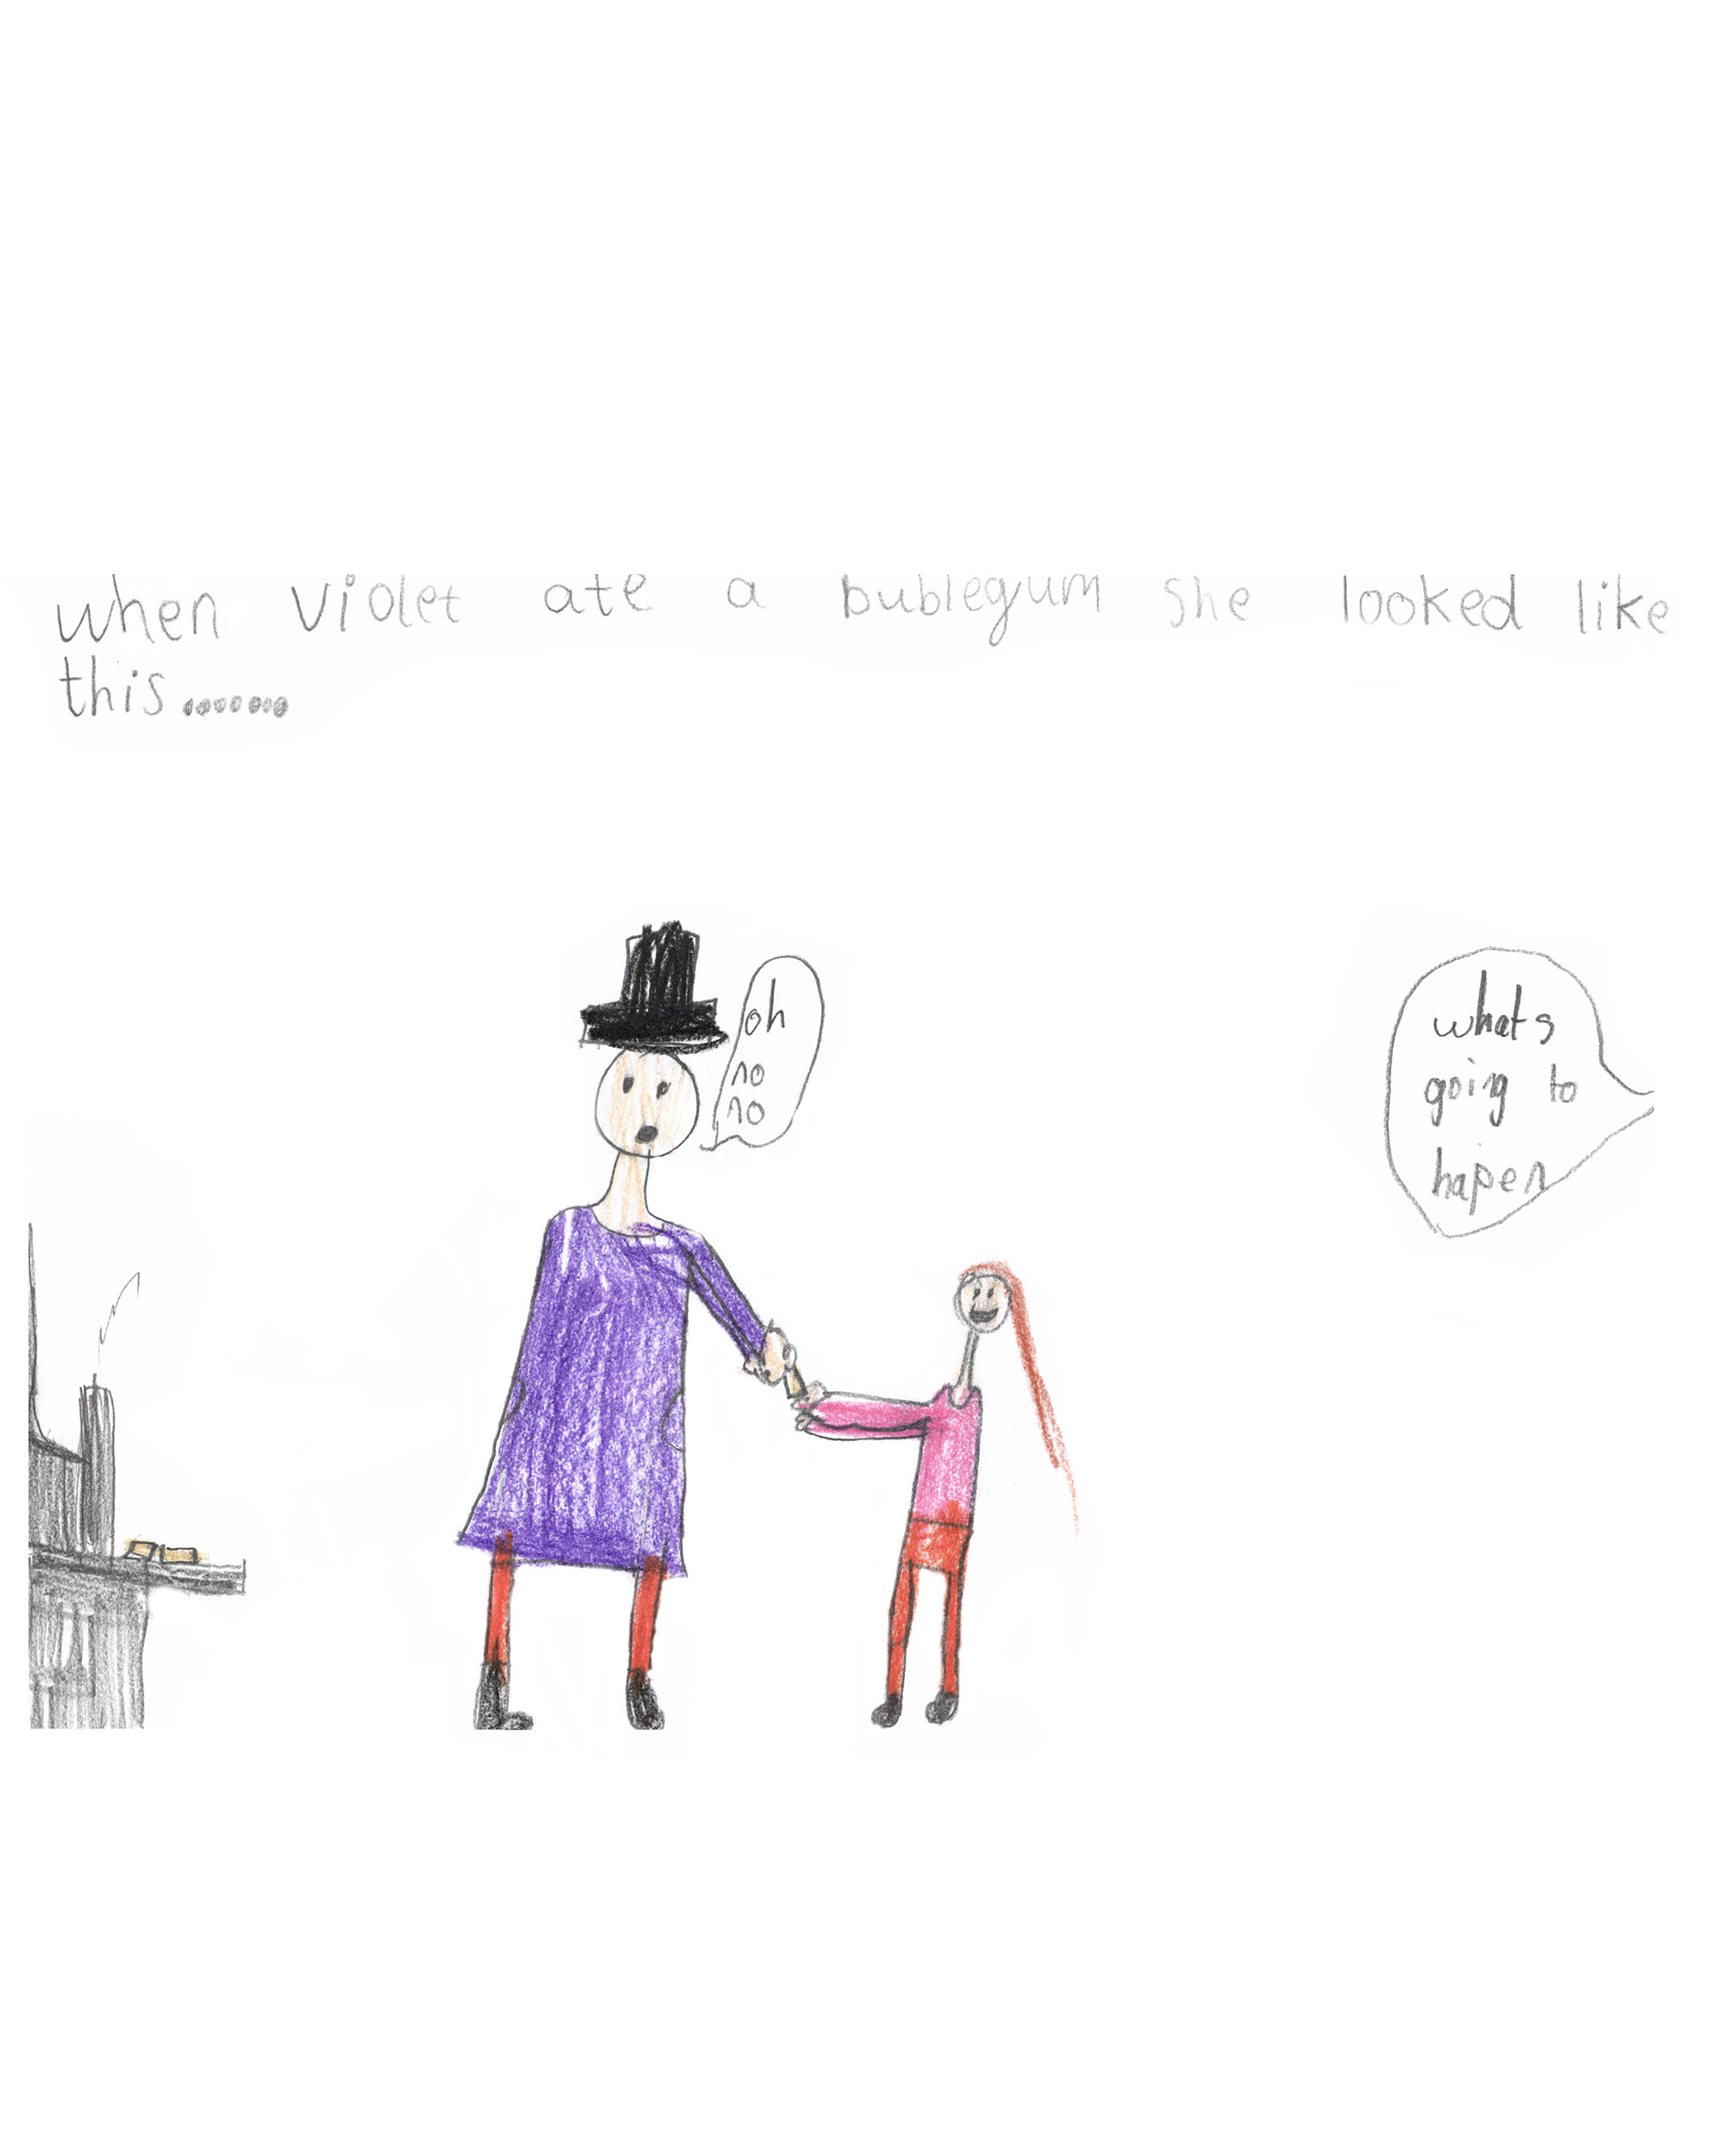 when violet ate a bublegum she looked like
this.......
oh
no
no
whats
going to
hapen